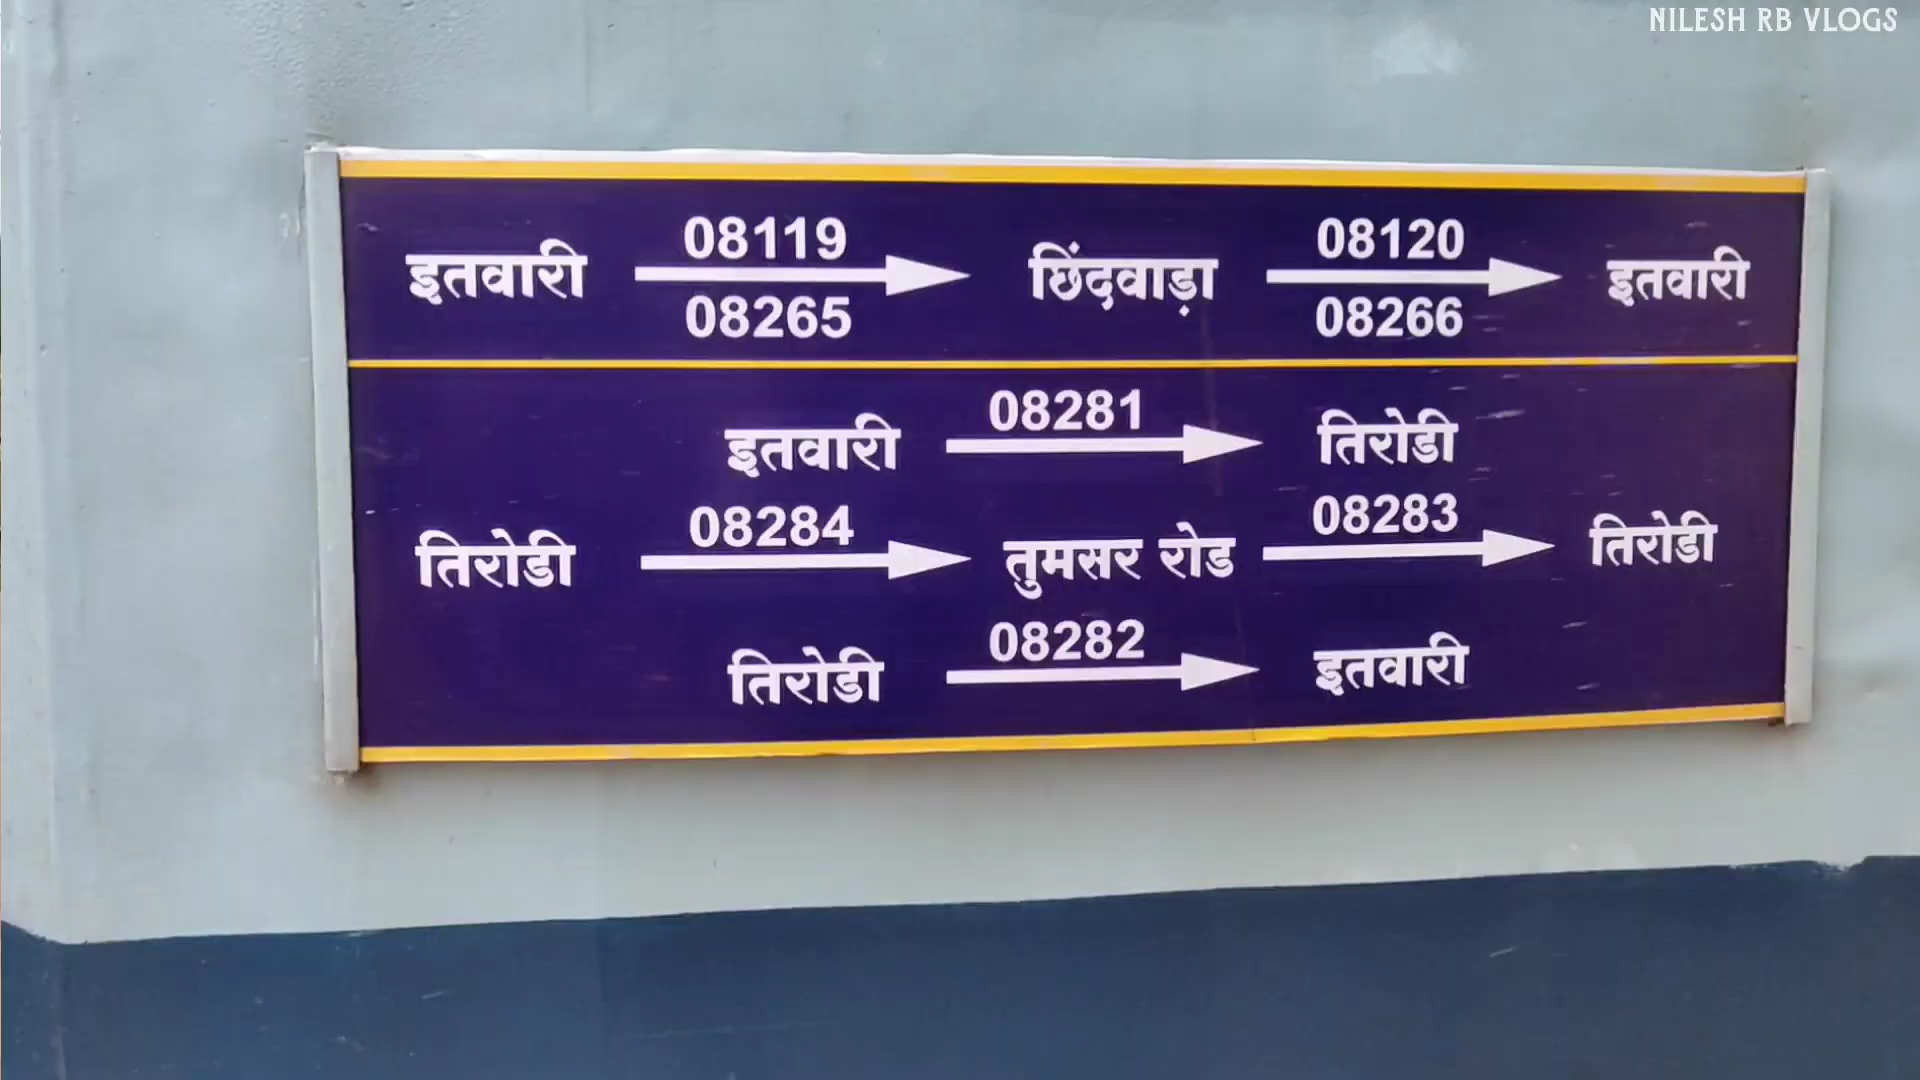 NILESH RB VLOGS
08119 08120
इतवारी छिंदवाड़ा इतवारी
08265 08266
08281
इतवारी तिरोडी
08284 08283
तिरोडी तुमसर रोड तिरोडी
08282
तिरोडी इतवारी